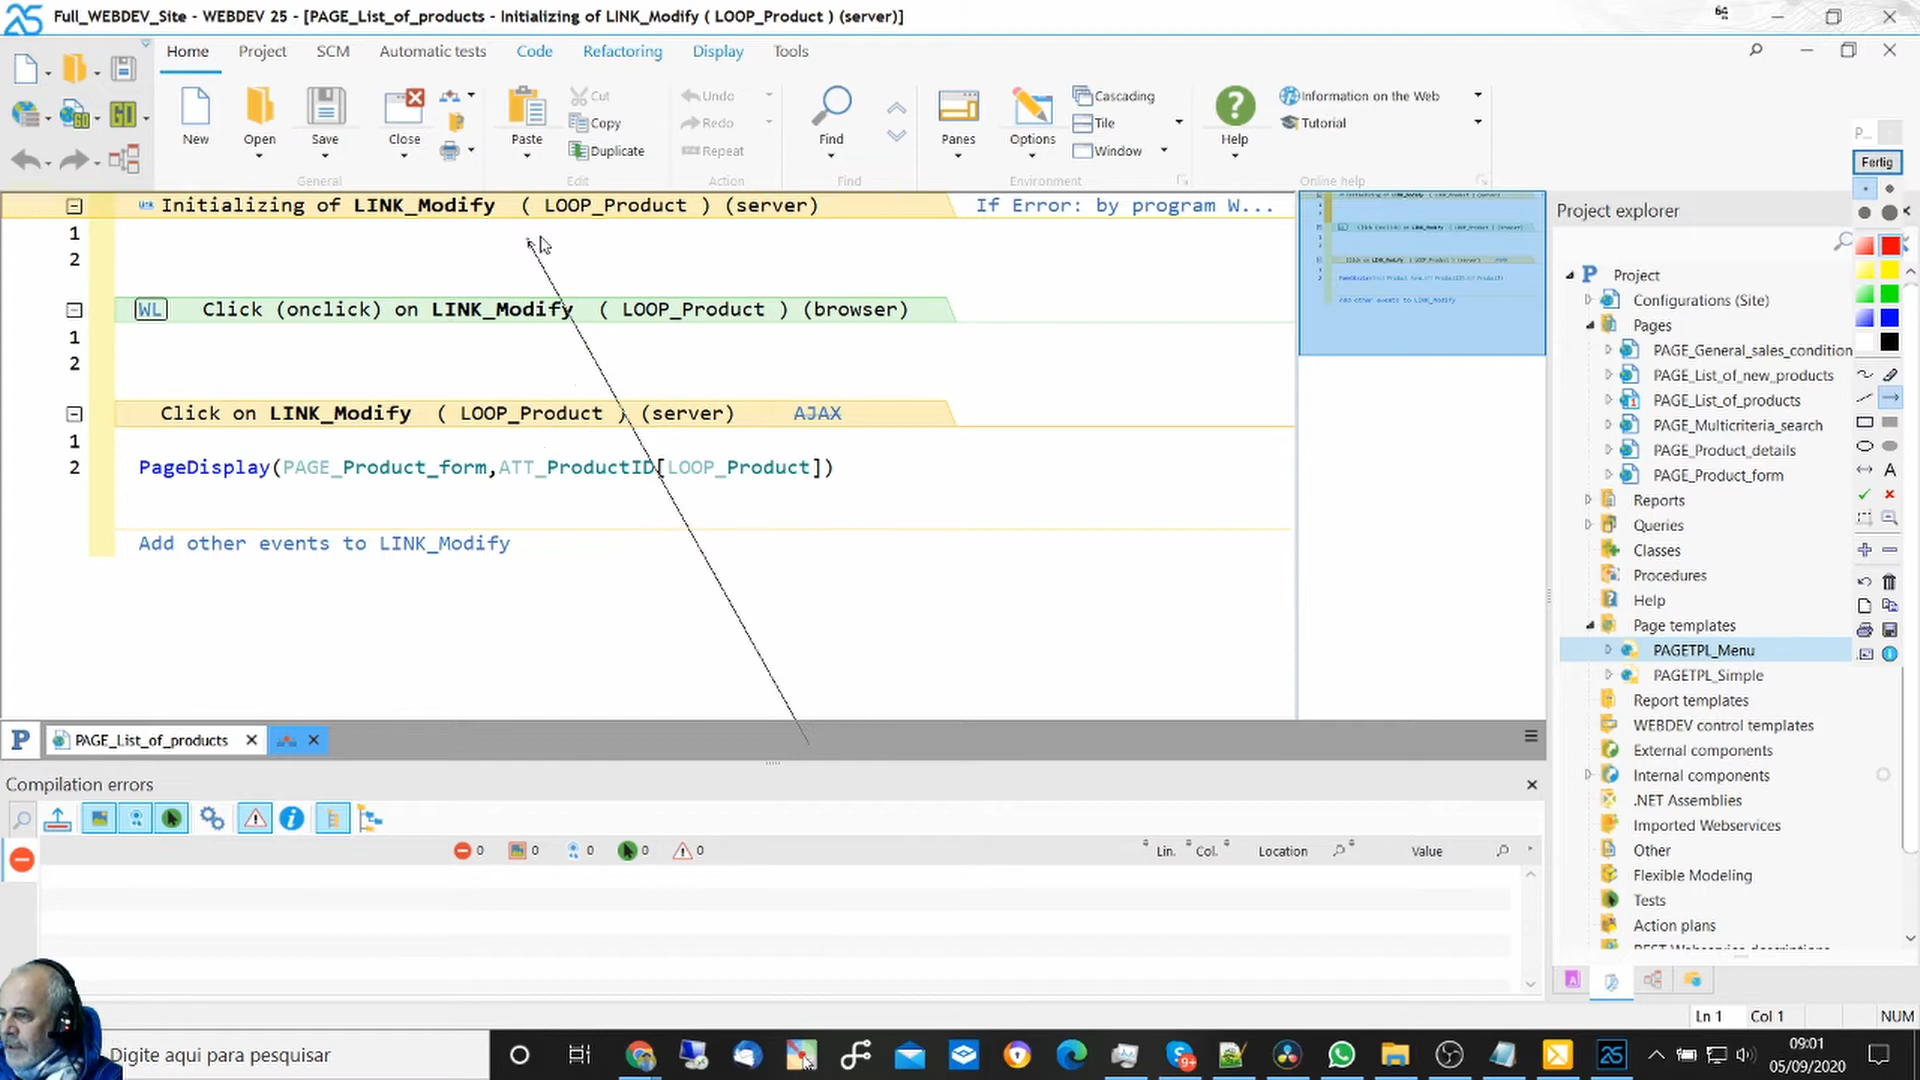 Full_WEBDEV_Site - WEBDEV 25 - [PAGE_List_of_products - Initializing of LINK_Modify ( LOOP_Product ) (server)]
64
Home Project SCM Automatic tests Code Refactoring Display Tools
New Open Save Close Paste Cut Copy Duplicate Undo Redo Repeat Find Panes Options Cascading Tile Window Help Information on the Web Tutorial
General Edit Action Find Environment Online help
P...
Fertig
Initializing of LINK_Modify ( LOOP_Product ) (server) If Error: by program W...
1
2
WL Click (onclick) on LINK_Modify ( LOOP_Product ) (browser)
1
2
Click on LINK_Modify ( LOOP_Product ) (server) AJAX
1
2 PageDisplay(PAGE_Product_form,ATT_ProductID[LOOP_Product])
Add other events to LINK_Modify
Project explorer
Project
Configurations (Site)
Pages
PAGE_General_sales_condition
PAGE_List_of_new_products
PAGE_List_of_products
PAGE_Multicriteria_search
PAGE_Product_details
PAGE_Product_form
Reports
Queries
Classes
Procedures
Help
Page templates
PAGETPL_Menu
PAGETPL_Simple
Report templates
WEBDEV control templates
External components
Internal components
.NET Assemblies
Imported Webservices
Other
Flexible Modeling
Tests
Action plans
A
PAGE_List_of_products
Compilation errors
0 0 0 0 0 Lin. Col. Location Value
Ln 1 Col 1 NUM
Digite aqui para pesquisar
09:01
05/09/2020